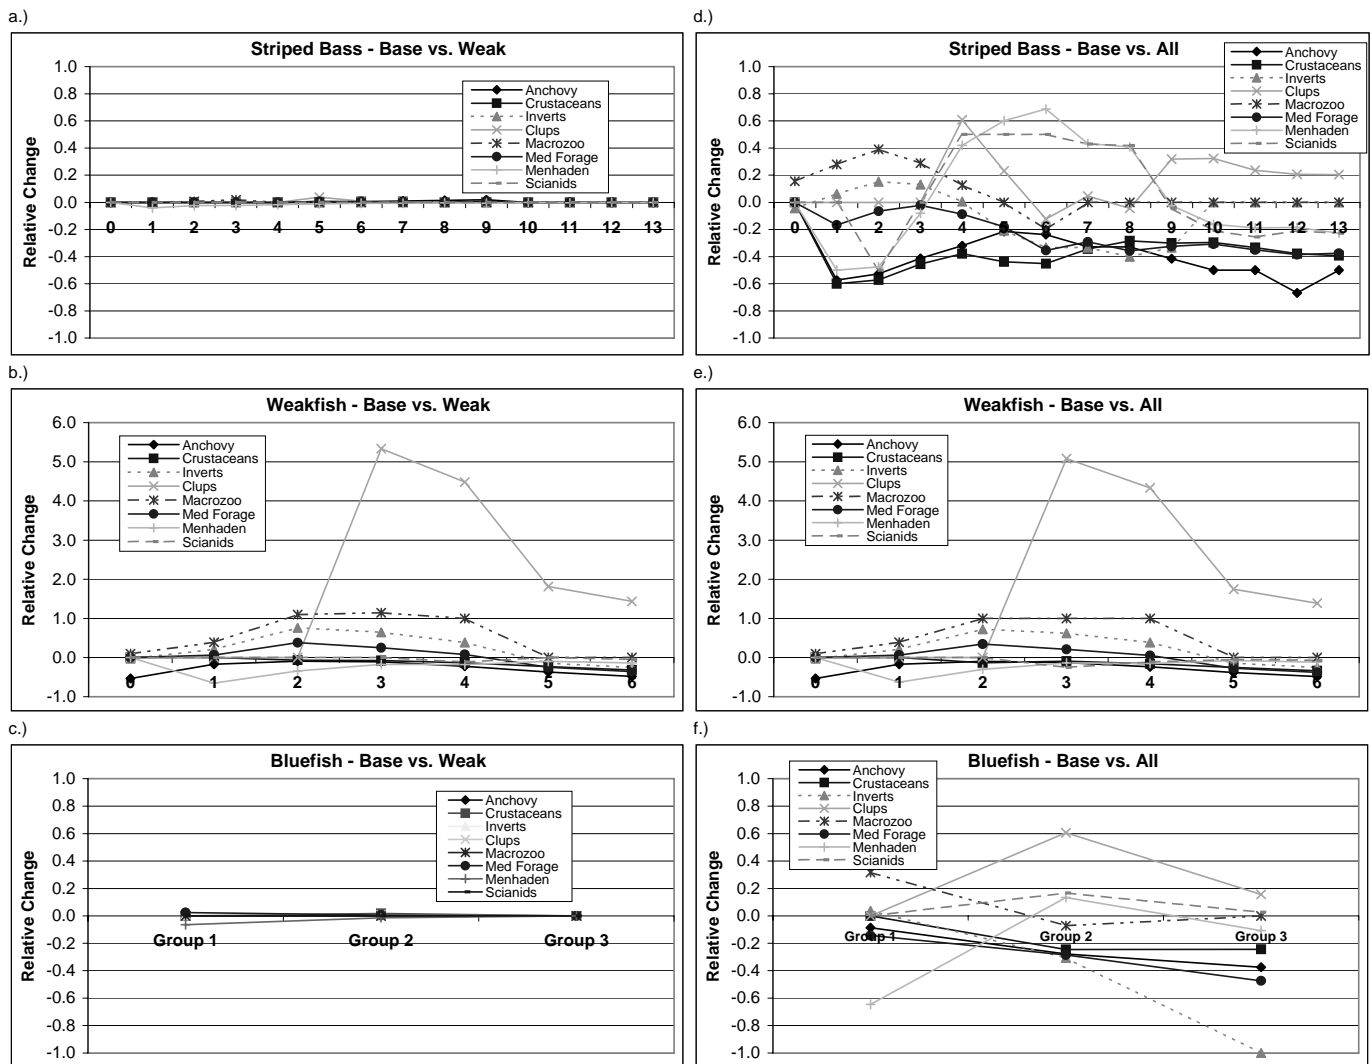 a.)
Striped Bass - Base vs. Weak
Relative Change
1.0
0.8
0.6
0.4
0.2
0.0
-0.2
-0.4
-0.6
-0.8
-1.0
0 1 2 3 4 5 6 7 8 9 10 11 12 13
Anchovy
Crustaceans
Inverts
Clups
Macrozoo
Med Forage
Menhaden
Scianids
d.)
Striped Bass - Base vs. All
Relative Change
1.0
0.8
0.6
0.4
0.2
0.0
-0.2
-0.4
-0.6
-0.8
-1.0
0 1 2 3 4 5 6 7 8 9 10 11 12 13
Anchovy
Crustaceans
Inverts
Clups
Macrozoo
Med Forage
Menhaden
Scianids
b.)
Weakfish - Base vs. Weak
Relative Change
6.0
5.0
4.0
3.0
2.0
1.0
0.0
-1.0
0 1 2 3 4 5 6
Anchovy
Crustaceans
Inverts
Clups
Macrozoo
Med Forage
Menhaden
Scianids
e.)
Weakfish - Base vs. All
Relative Change
6.0
5.0
4.0
3.0
2.0
1.0
0.0
-1.0
0 1 2 3 4 5 6
Anchovy
Crustaceans
Inverts
Clups
Macrozoo
Med Forage
Menhaden
Scianids
c.)
Bluefish - Base vs. Weak
Relative Change
1.0
0.8
0.6
0.4
0.2
0.0
-0.2
-0.4
-0.6
-0.8
-1.0
Group 1 Group 2 Group 3
Anchovy
Crustaceans
Inverts
Clups
Macrozoo
Med Forage
Menhaden
Scianids
f.)
Bluefish - Base vs. All
Relative Change
1.0
0.8
0.6
0.4
0.2
0.0
-0.2
-0.4
-0.6
-0.8
-1.0
Group 1 Group 2 Group 3
Anchovy
Crustaceans
Inverts
Clups
Macrozoo
Med Forage
Menhaden
Scianids